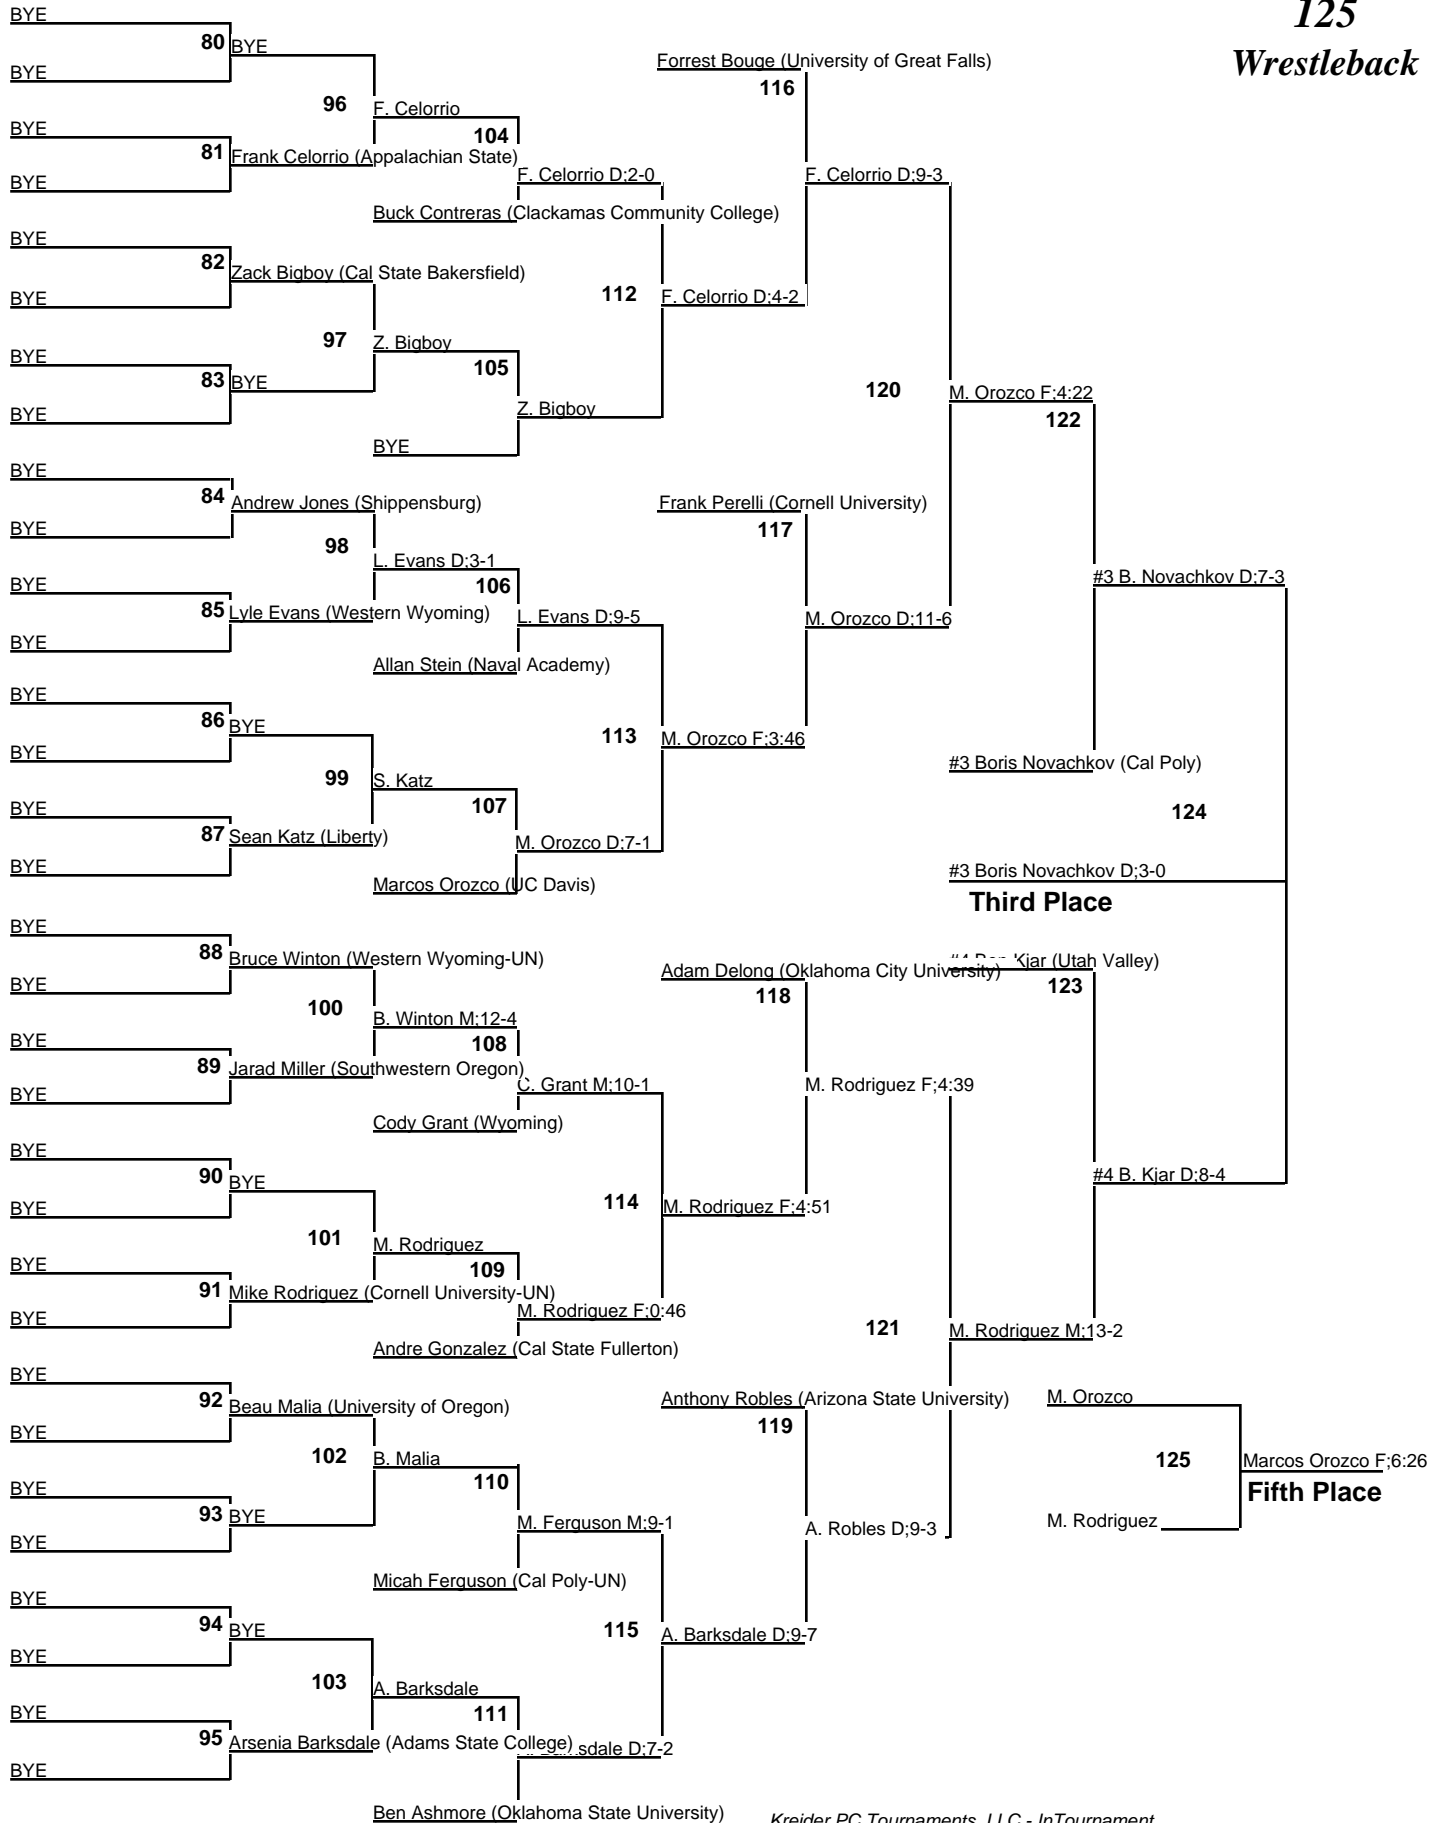 125
Wrestleback
BYE
80 BYE
BYE
96 F. Celorrio
BYE
104
81 Frank Celorrio (Appalachian State)
BYE
F. Celorrio D;2-0
Buck Contreras (Clackamas Community College)
BYE
82 Zack Bigboy (Cal State Bakersfield)
BYE
112 F. Celorrio D;4-2
97 Z. Bigboy
BYE
105
83 BYE
BYE
Z. Bigboy
BYE
Forrest Bouge (University of Great Falls)
116
F. Celorrio D;9-3
120 M. Orozco F;4:22
122
BYE
84 Andrew Jones (Shippensburg)
BYE
98 L. Evans D;3-1
BYE
106
85 Lyle Evans (Western Wyoming)
BYE
L. Evans D;9-5
Allan Stein (Naval Academy)
BYE
86 BYE
BYE
113 M. Orozco F;3:46
99 S. Katz
BYE
107
87 Sean Katz (Liberty)
BYE
M. Orozco D;7-1
Marcos Orozco (UC Davis)
Frank Perelli (Cornell University)
117
M. Orozco D;11-6
#3 B. Novachkov D;7-3
#3 Boris Novachkov (Cal Poly)
124
#3 Boris Novachkov D;3-0
Third Place
BYE
88 Bruce Winton (Western Wyoming-UN)
BYE
100 B. Winton M;12-4
BYE
108
89 Jarad Miller (Southwestern Oregon)
BYE
C. Grant M;10-1
Cody Grant (Wyoming)
BYE
90 BYE
BYE
114 M. Rodriguez F;4:51
101 M. Rodriguez
BYE
109
91 Mike Rodriguez (Cornell University-UN)
BYE
M. Rodriguez F;0:46
Andre Gonzalez (Cal State Fullerton)
Adam Delong (Oklahoma City University)
118
M. Rodriguez F;4:39
Kjar (Utah Valley)
123
#4 B. Kjar D;8-4
121 M. Rodriguez M;13-2
BYE
92 Beau Malia (University of Oregon)
BYE
102 B. Malia
BYE
110
93 BYE
BYE
M. Ferguson M;9-1
Micah Ferguson (Cal Poly-UN)
BYE
94 BYE
BYE
115 A. Barksdale D;9-7
103 A. Barksdale
BYE
111
95 Arsenia Barksdale (Adams State College)
BYE
D;7-2
Ben Ashmore (Oklahoma State University)
Anthony Robles (Arizona State University)
119
A. Robles D;9-3
M. Orozco
125 Marcos Orozco F;6:26
Fifth Place
M. Rodriguez
Kreider PC Tournaments, LLC - InTournament